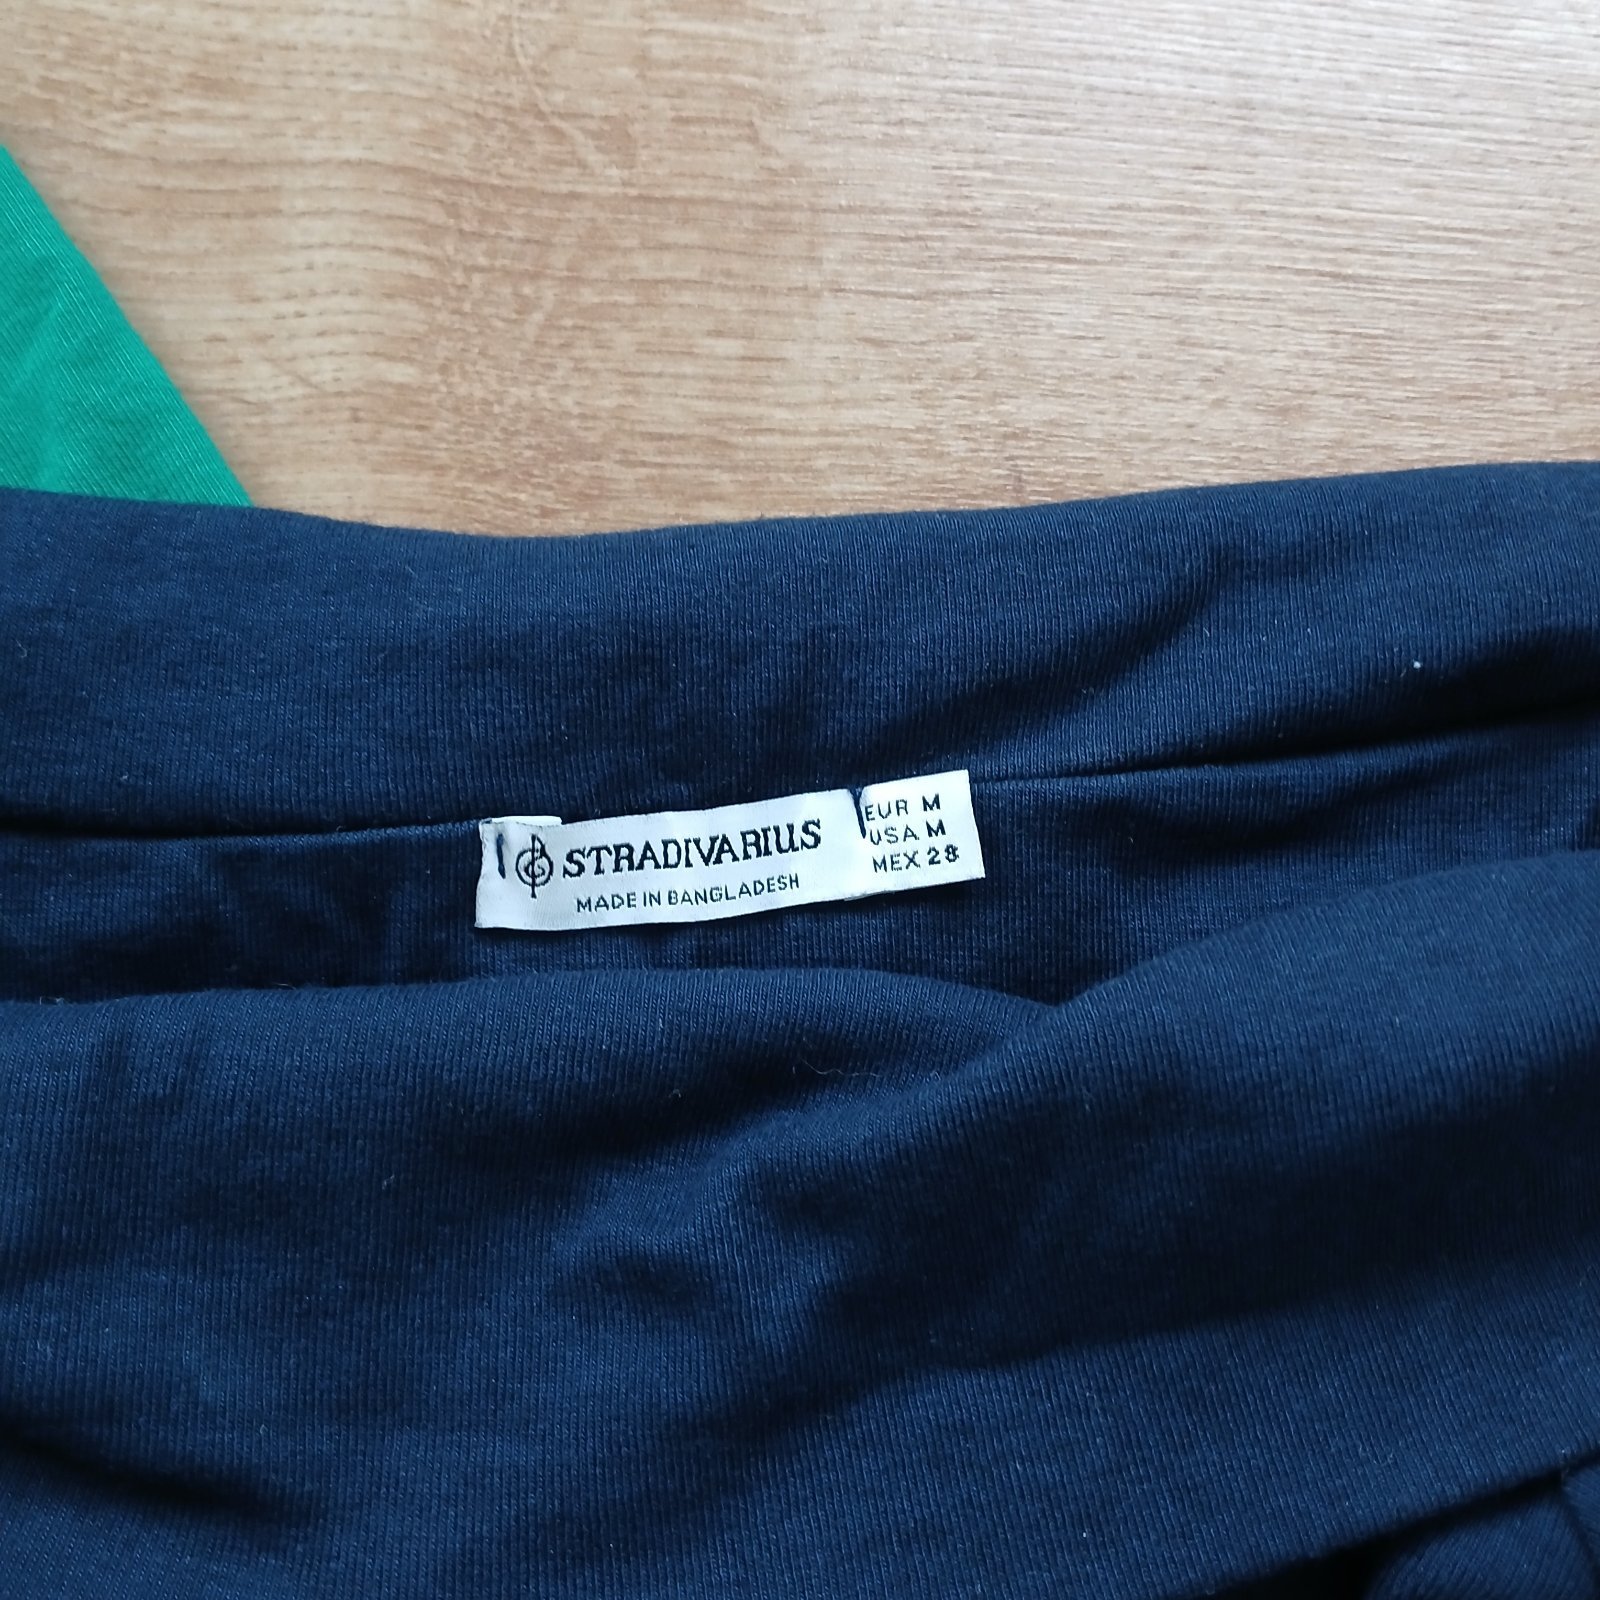 STRADIVARIUS
MADE IN BANGLADESH
EUR M
USA M
MEX 28